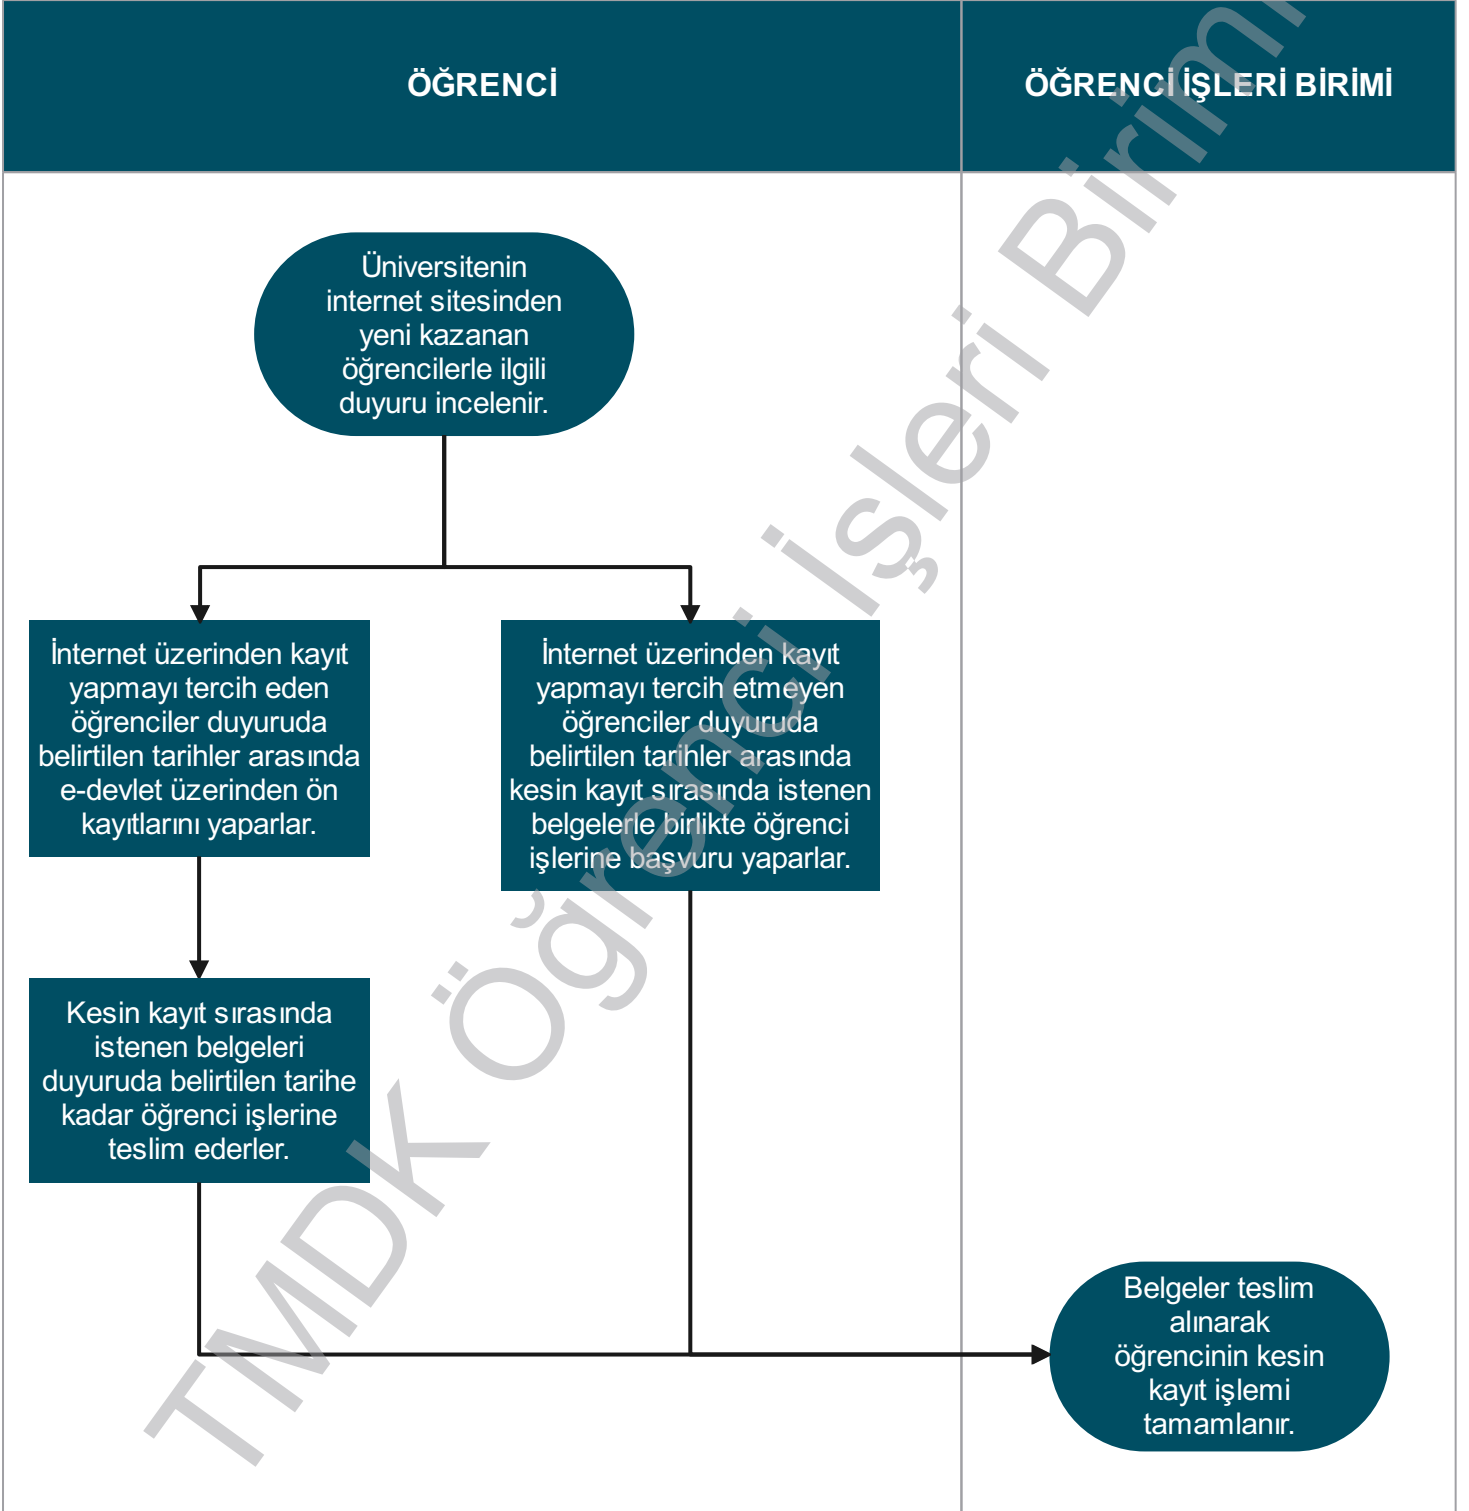 ÖĞRENCİ
ÖĞRENCİ İŞLERİ BİRİMİ
Üniversitenin
internet sitesinden
yeni kazanan
öğrencilerle ilgili
duyuru incelenir.
İnternet üzerinden kayıt
yapmayı tercih eden
öğrenciler duyuruda
belirtilen tarihler arasında
e-devlet üzerinden ön
kayıtlarını yaparlar.
İnternet üzerinden kayıt
yapmayı tercih etmeyen
öğrenciler duyuruda
belirtilen tarihler arasında
kesin kayıt sırasında istenen
belgelerle birlikte öğrenci
işlerine başvuru yaparlar.
Kesin kayıt sırasında
istenen belgeleri
duyuruda belirtilen tarihe
kadar öğrenci işlerine
teslim ederler.
Belgeler teslim
alınarak
öğrencinin kesin
kayıt işlemi
tamamlanır.
TMDK Öğrenci İşleri Birimi